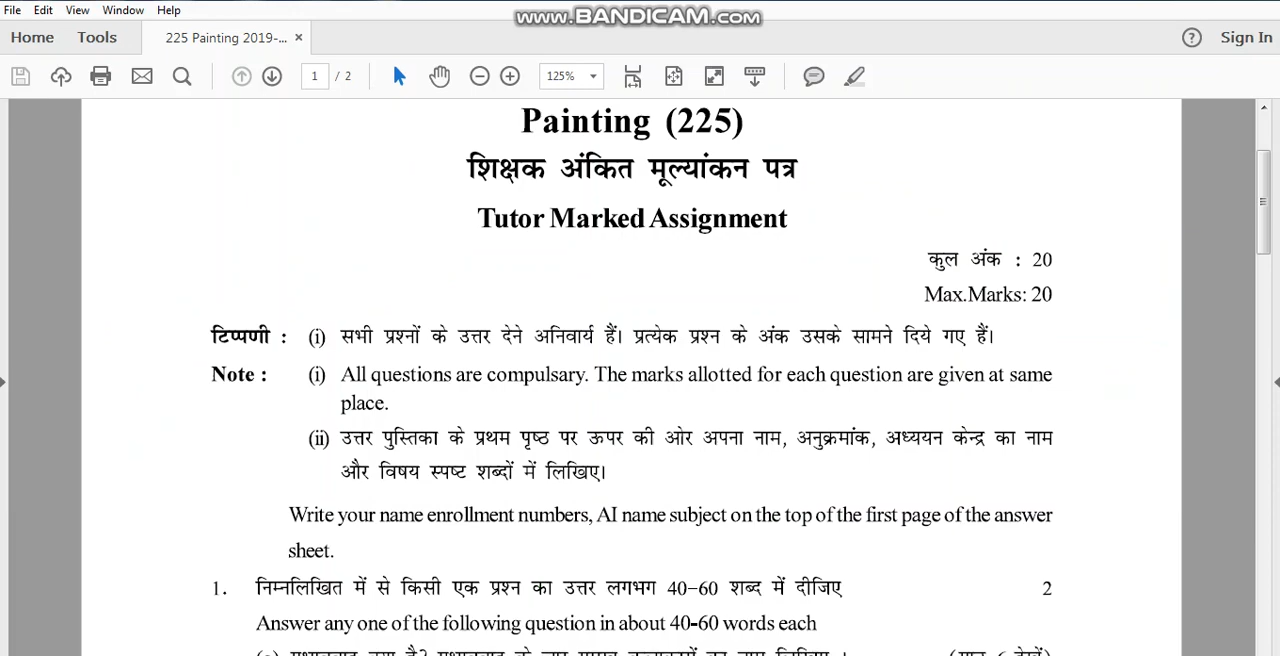 www.BANDICAM.com
File Edit View Window Help
Home Tools 225 Painting 2019-... × ? Sign In
1 / 2 125%
Painting (225)
शिक्षक अंकित मूल्यांकन पत्र
Tutor Marked Assignment
कुल अंक : 20
Max.Marks: 20
टिप्पणी : (i) सभी प्रश्नों के उत्तर देने अनिवार्य हैं। प्रत्येक प्रश्न के अंक उसके सामने दिये गए हैं।
Note : (i) All questions are compulsary. The marks allotted for each question are given at same
place.
(ii) उत्तर पुस्तिका के प्रथम पृष्ठ पर ऊपर की ओर अपना नाम, अनुक्रमांक, अध्ययन केन्द्र का नाम
और विषय स्पष्ट शब्दों में लिखिए।
Write your name enrollment numbers, AI name subject on the top of the first page of the answer
sheet.
1. निम्नलिखित में से किसी एक प्रश्न का उत्तर लगभग 40-60 शब्द में दीजिए 2
Answer any one of the following question in about 40-60 words each